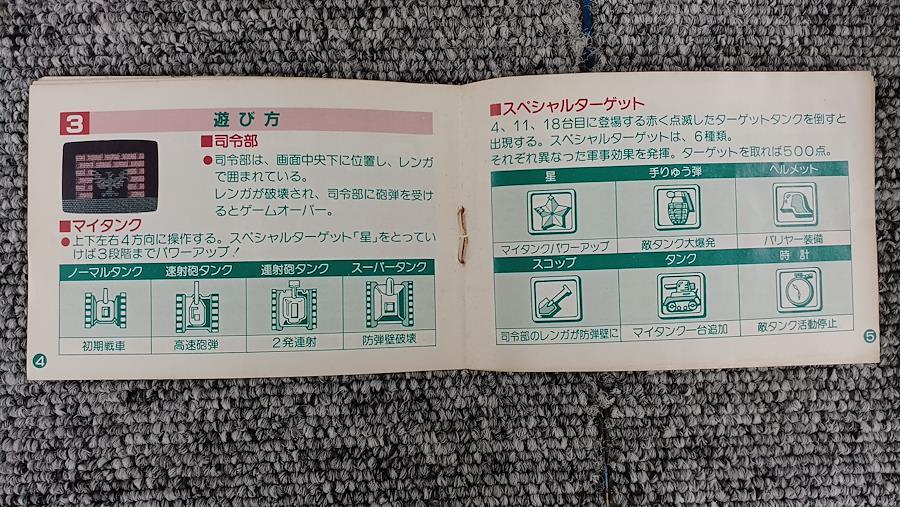 3 遊び方
■司令部
●司令部は、画面中央下に位置し、レンガ
で囲まれている。
レンガが破壊され、司令部に砲弾を受け
るとゲームオーバー。
■マイタンク
●上下左右4方向に操作する。スペシャルターゲット「星」をとってい
けば3段階までパワーアップ！
ノーマルタンク 速射砲タンク 連射砲タンク スーパータンク
初期戦車 高速砲弾 2発連射 防弾壁破壊
4
■スペシャルターゲット
4、11、18台目に登場する赤く点滅したターゲットタンクを倒すと
出現する。スペシャルターゲットは、6種類。
それぞれ異なった軍事効果を発揮。ターゲットを取れば500点。
星 手りゅう弾 ヘルメット
マイタンクパワーアップ 敵タンク大爆発 バリヤー装備
スコップ タンク 時計
司令部のレンガが防弾壁に マイタンク一台追加 敵タンク活動停止
5